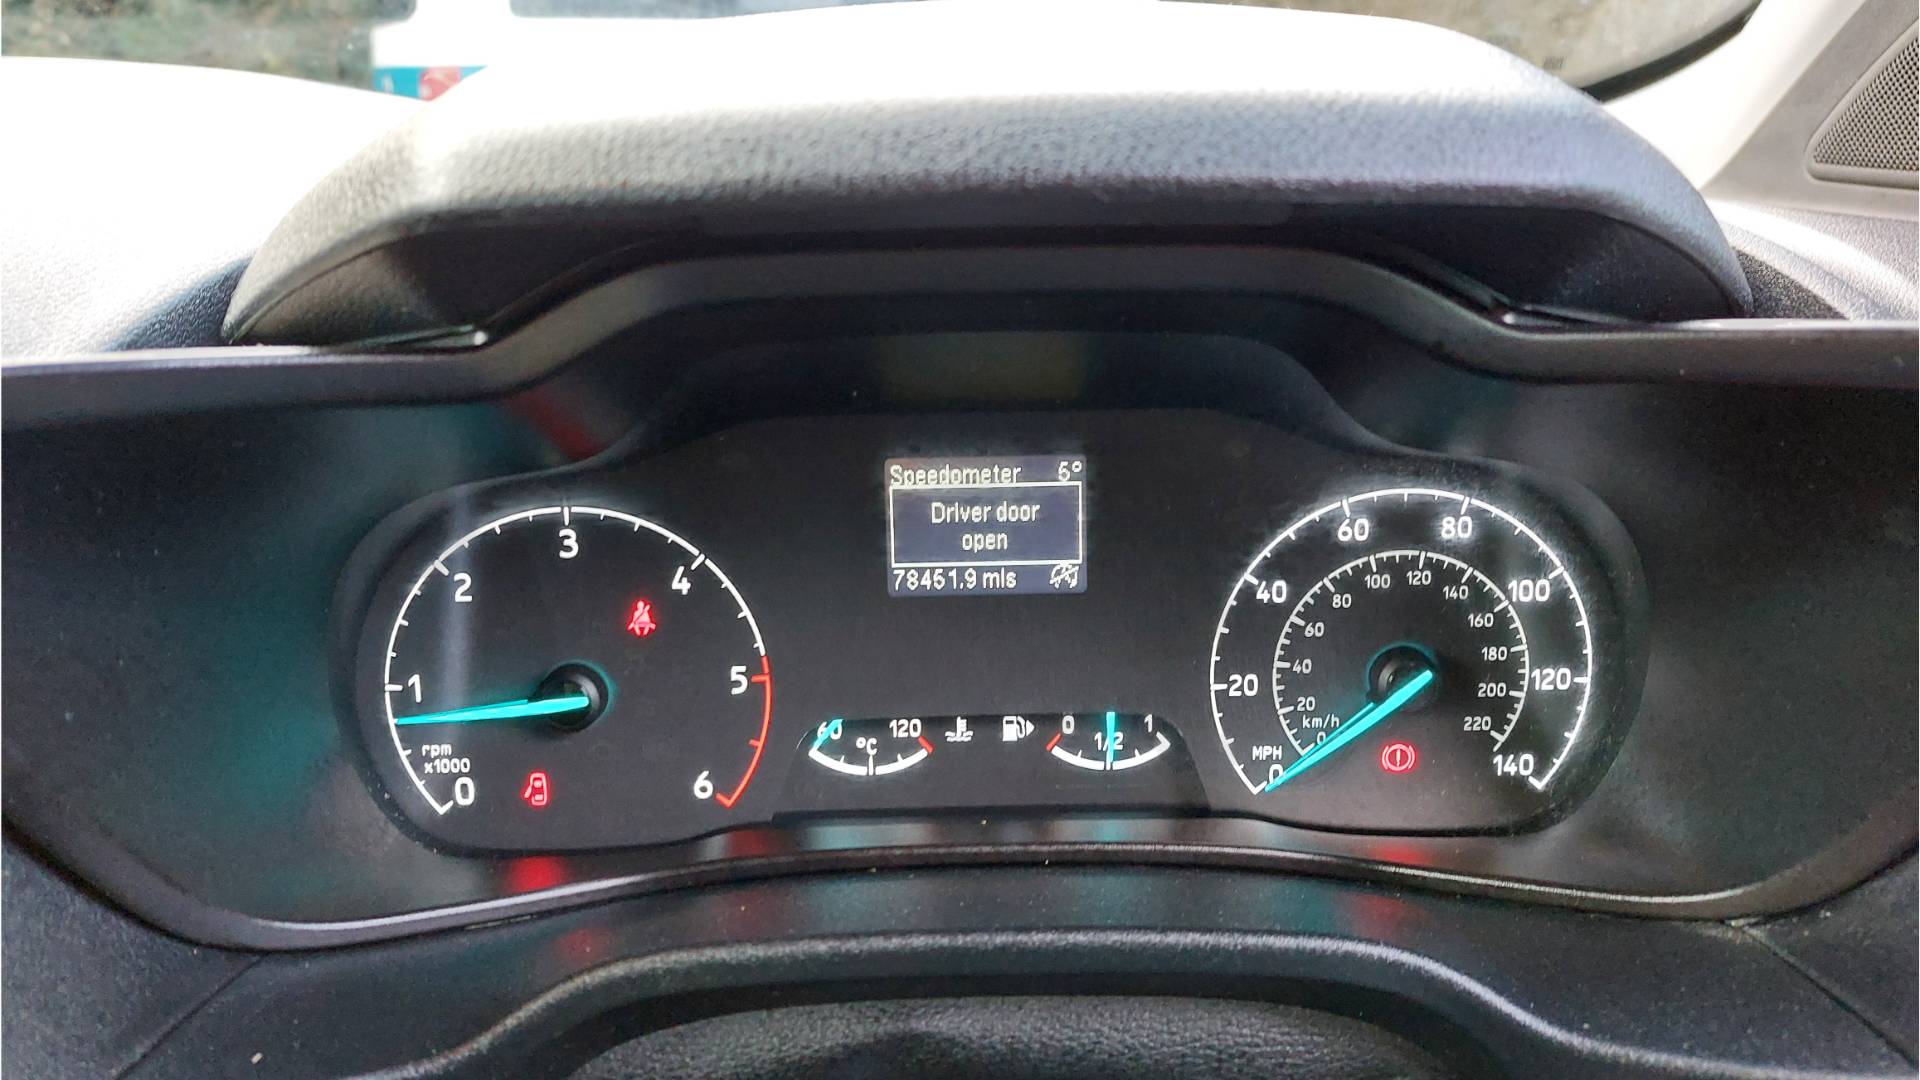 Speedometer 5°
Driver door
open
78451.9 mls
0 1 2 3 4 5 6
rpm
x1000
60 120
°C
0 1/2 1
0 20 40 60 80 100 120 140
MPH
0 20 40 60 80 100 120 140 160 180 200 220
km/h